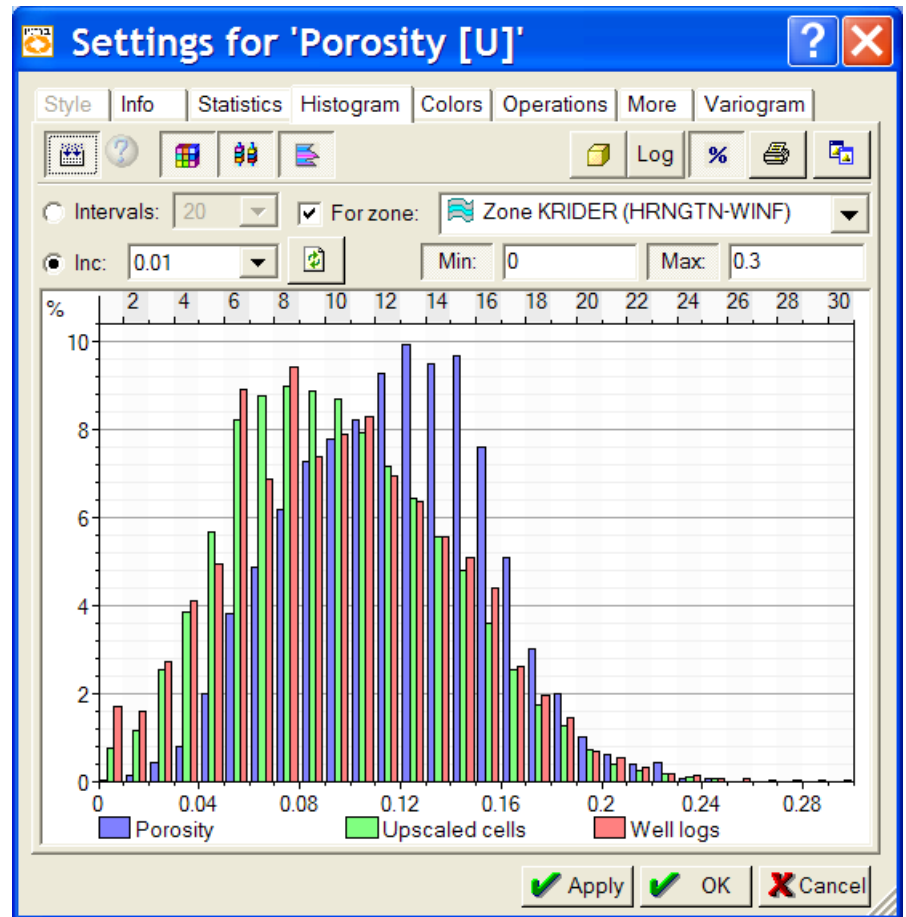 Settings for 'Porosity [U]'
?
Style Info Statistics Histogram Colors Operations More Variogram
? Log %
Intervals: 20 For zone: Zone KRIDER (HRNGTN-WINF)
Inc: 0.01 Min: 0 Max: 0.3
% 2 4 6 8 10 12 14 16 18 20 22 24 26 28 30
10
8
6
4
2
0
0 0.04 0.08 0.12 0.16 0.2 0.24 0.28
Porosity Upscaled cells Well logs
Apply OK Cancel